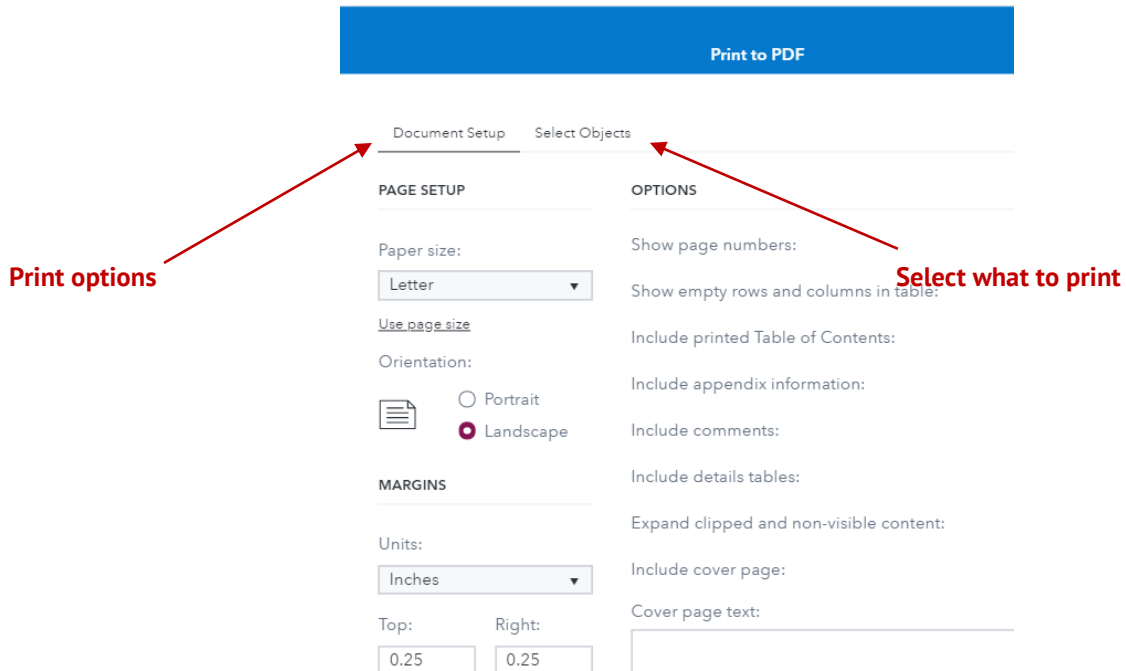 Print to PDF
Document Setup
Select Objects
PAGE SETUP
Paper size:
Letter
Use page size
Orientation:
Portrait
Landscape
MARGINS
Units:
Inches
Top:
Right:
0.25
0.25
OPTIONS
Show page numbers:
Show empty rows and columns in table:
Include printed Table of Contents:
Include appendix information:
Include comments:
Include details tables:
Expand clipped and non-visible content:
Include cover page:
Cover page text:
Print options
Select what to print